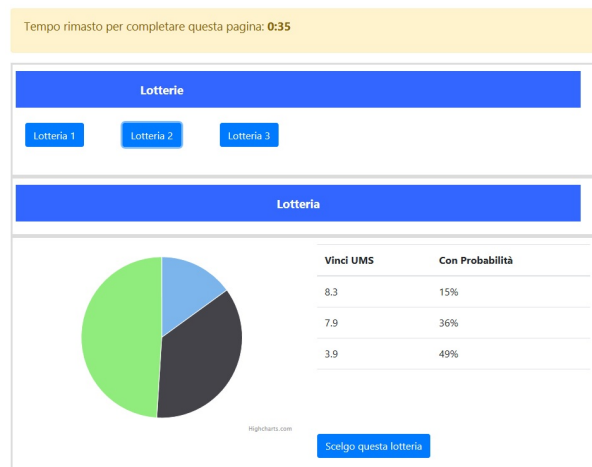 Tempo rimasto per completare questa pagina: 0:35
Lotterie
Lotteria 1 Lotteria 2 Lotteria 3
Lotteria
Vinci UMS Con Probabilità
8.3 15%
7.9 36%
3.9 49%
Highcharts.com
Scelgo questa lotteria